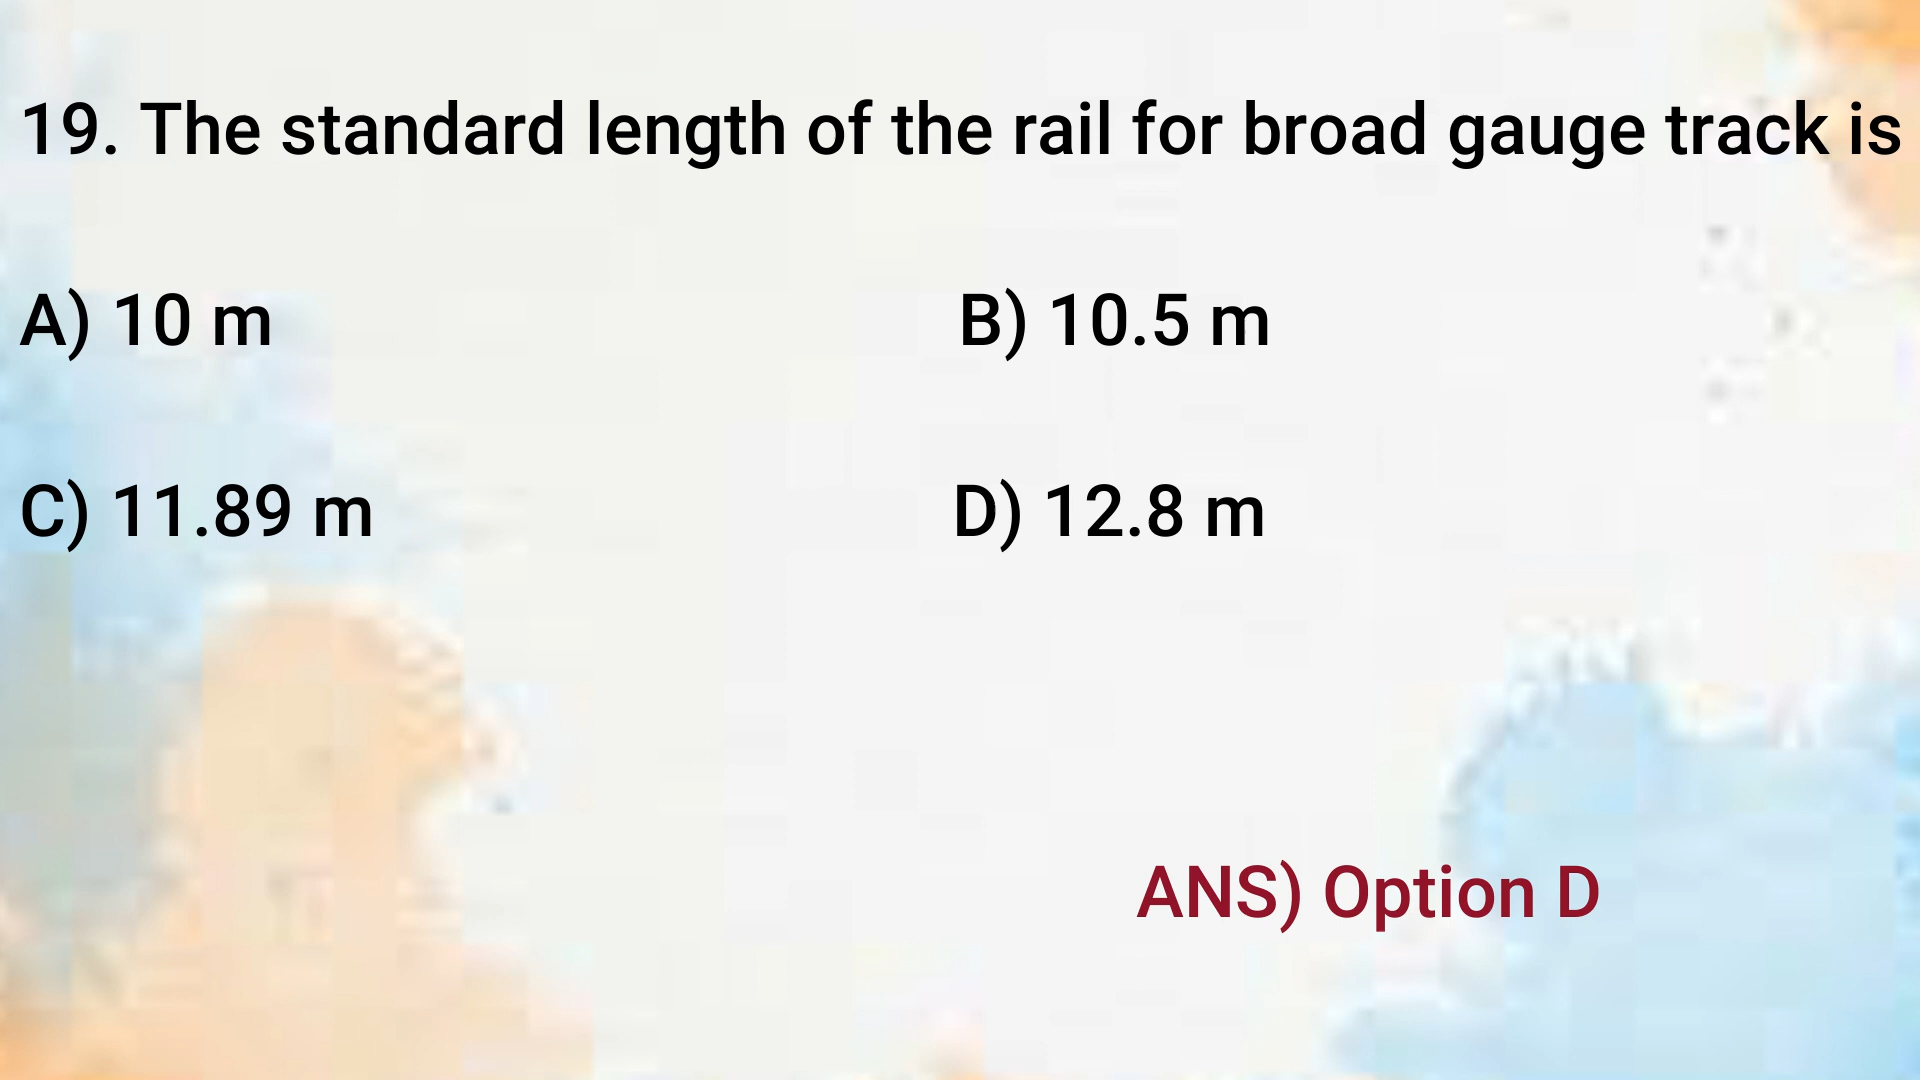 19. The standard length of the rail for broad gauge track is
A) 10 m B) 10.5 m
C) 11.89 m D) 12.8 m
ANS) Option D